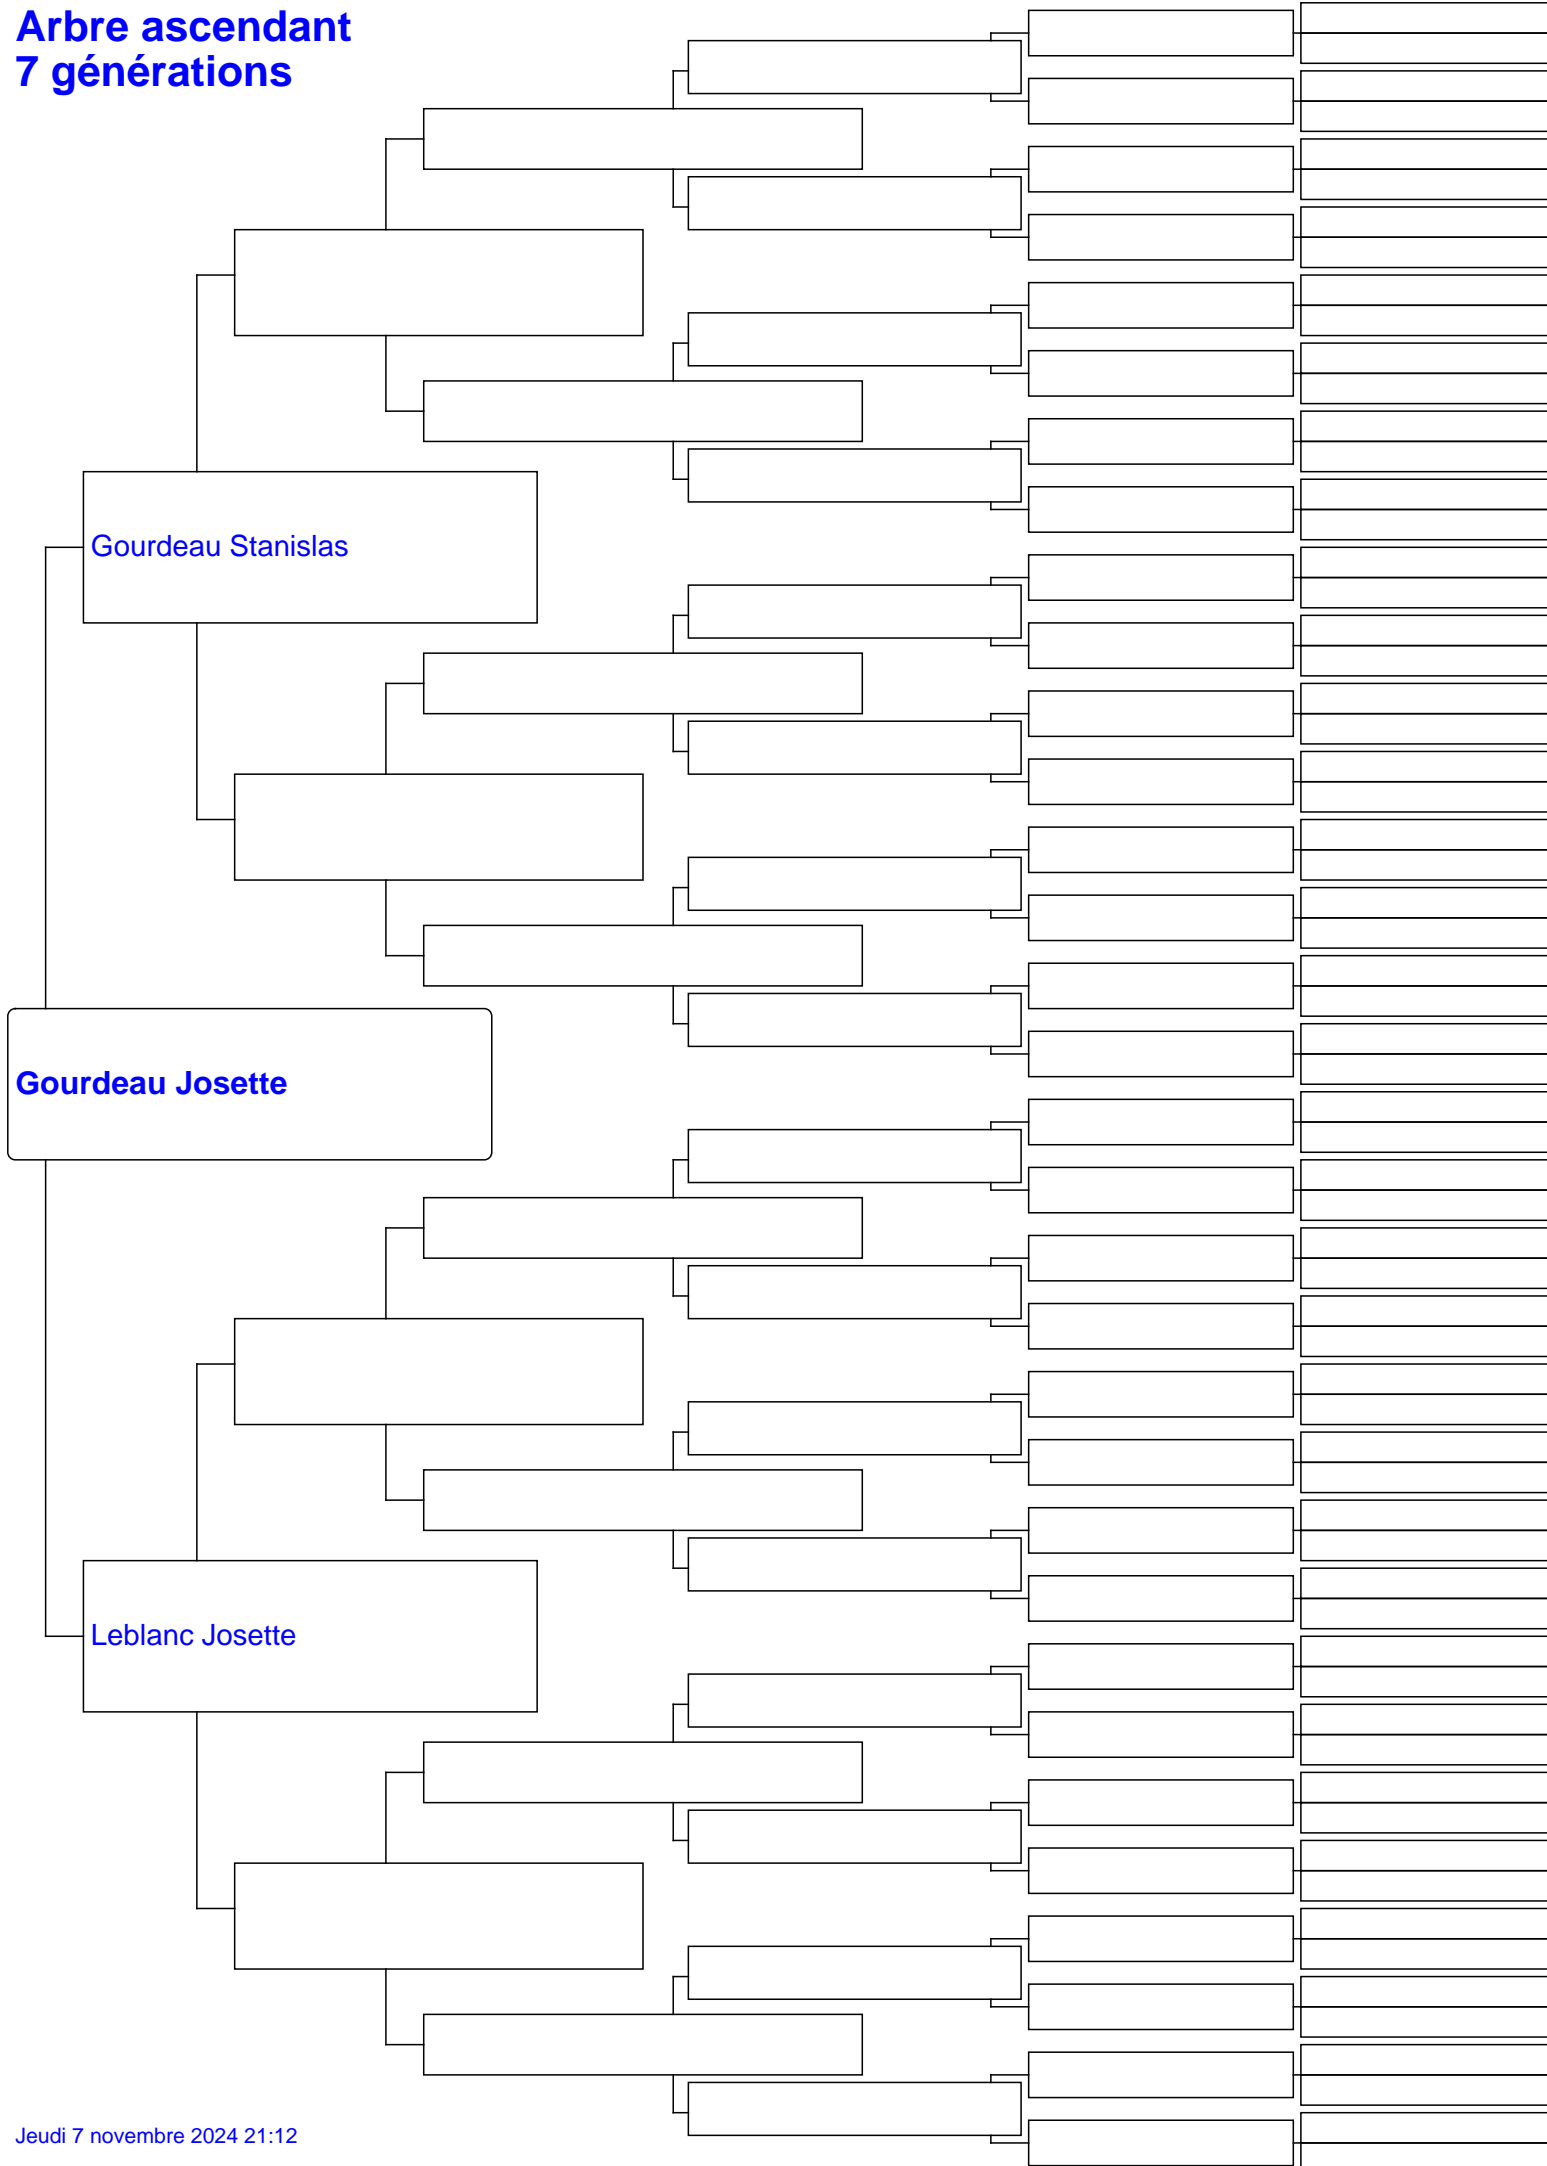 Arbre ascendant
7 générations
Gourdeau Stanislas
Gourdeau Josette
Leblanc Josette
Jeudi 7 novembre 2024 21:12